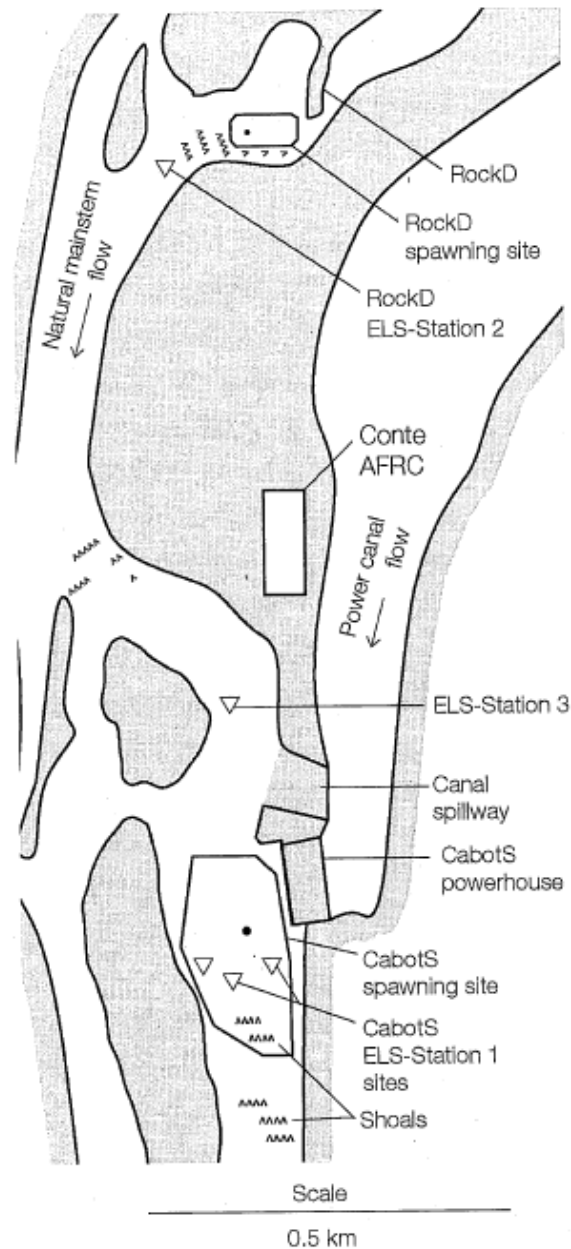 RockD
RockD
spawning site
Natural mainstem
flow
RockD
ELS-Station 2
Conte
AFRC
Power canal
flow
ELS-Station 3
Canal
spillway
CabotS
powerhouse
CabotS
spawning site
CabotS
ELS-Station 1
sites
Shoals
Scale
0.5 km